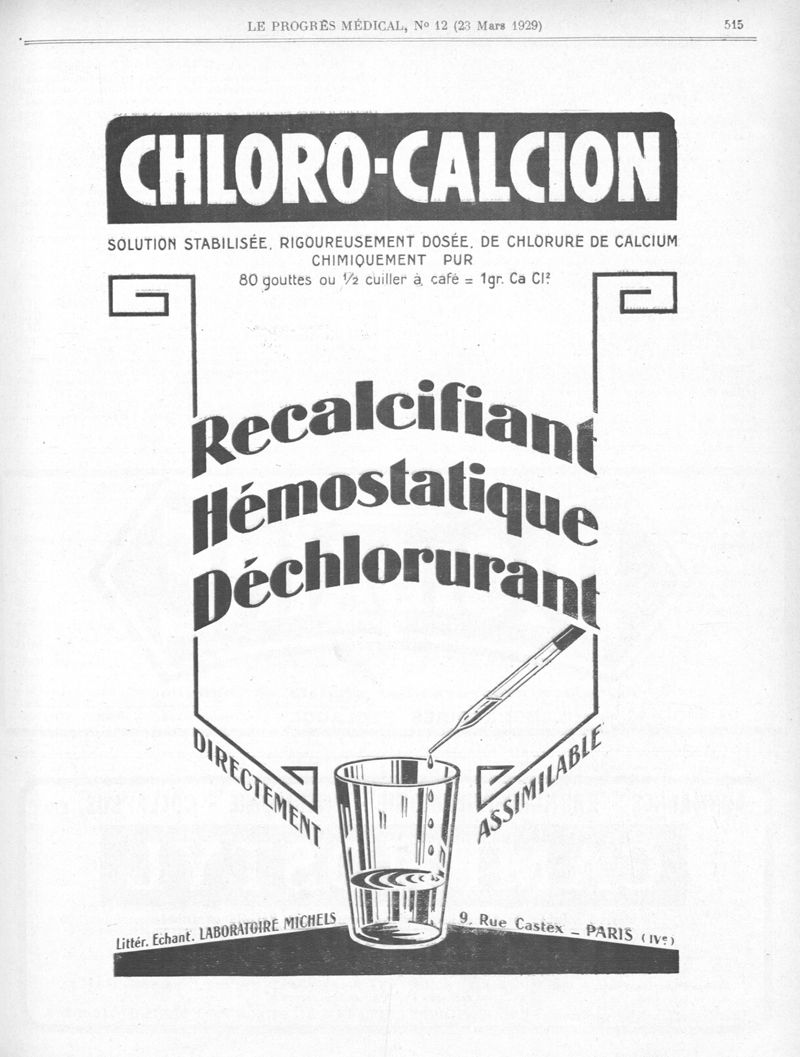 LE PROGRÈS MÉDICAL, No 12 (23 Mars 1929)
515
CHLORO-CALCION
SOLUTION STABILISÉE, RIGOUREUSEMENT DOSÉE, DE CHLORURE DE CALCIUM
CHIMIQUEMENT PUR
80 gouttes ou ½ cuiller à café = 1gr. Ca Cl²
Recalcifiant
Hémostatique
Déchlorurant
DIRECTEMENT
ASSIMILABLE
Littér. Echant. LABORATOIRE MICHELS
9, Rue Castex _ PARIS (IVe)